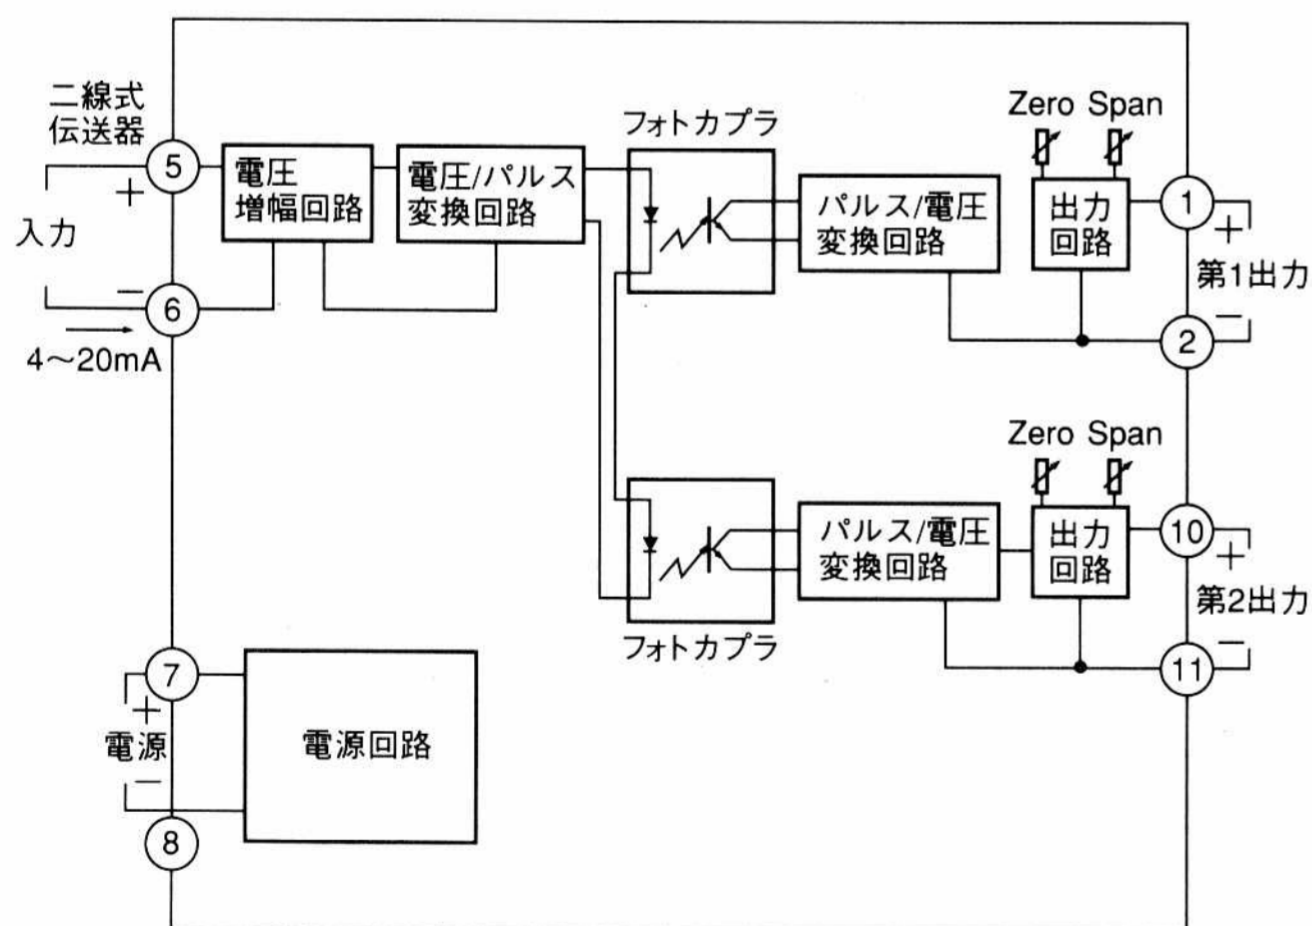 二線式
伝送器
5
+
入力
−
6
4～20mA
電圧
増幅回路
電圧/パルス
変換回路
フォトカプラ
パルス/電圧
変換回路
Zero Span
出力
回路
1
+
第1出力
−
2
フォトカプラ
パルス/電圧
変換回路
Zero Span
出力
回路
10
+
第2出力
−
11
7
+
電源
−
8
電源回路